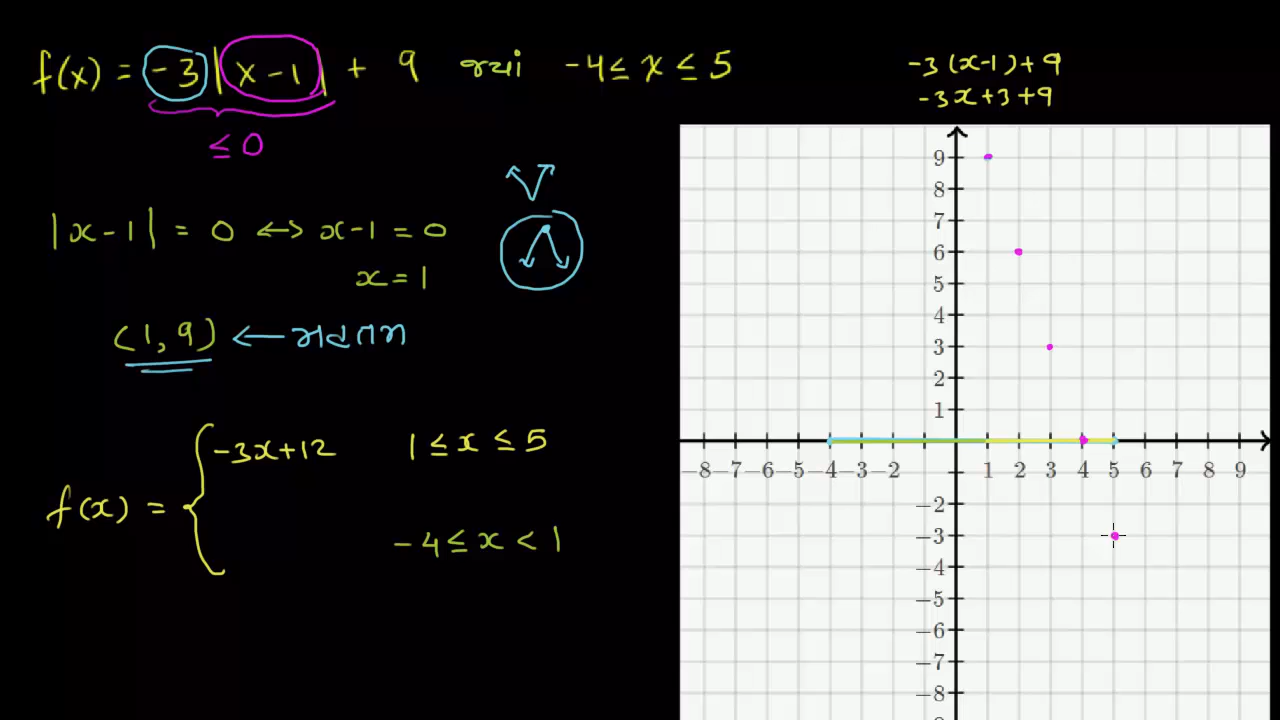 f(x) = -3|x-1| + 9 જ્યાં -4 ≤ x ≤ 5
≤ 0
-3(x-1)+9
-3x+3+9
|x-1| = 0 ⟷ x-1 = 0
x = 1
(1, 9) ←
f(x) = {
-3x+12 1 ≤ x ≤ 5
-4 ≤ x < 1
9
8
7
6
5
4
3
2
1
-8 -7 -6 -5 -4 -3 -2 1 2 3 4 5 6 7 8 9
-2
-3
-4
-5
-6
-7
-8